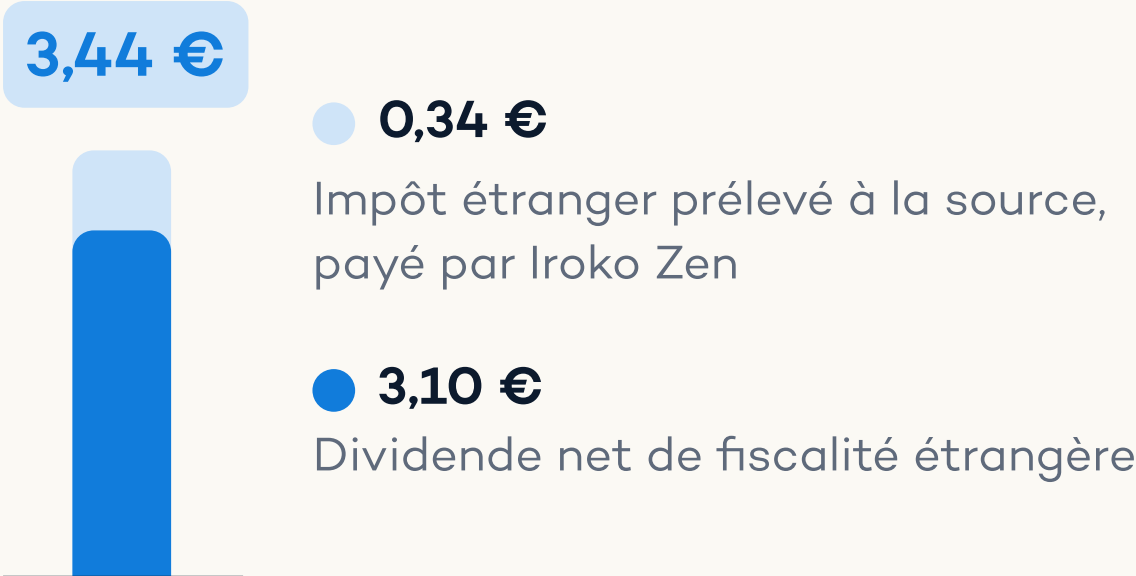 3,44 €
0,34 €
Impôt étranger prélevé à la source,
payé par Iroko Zen
3,10 €
Dividende net de fiscalité étrangère